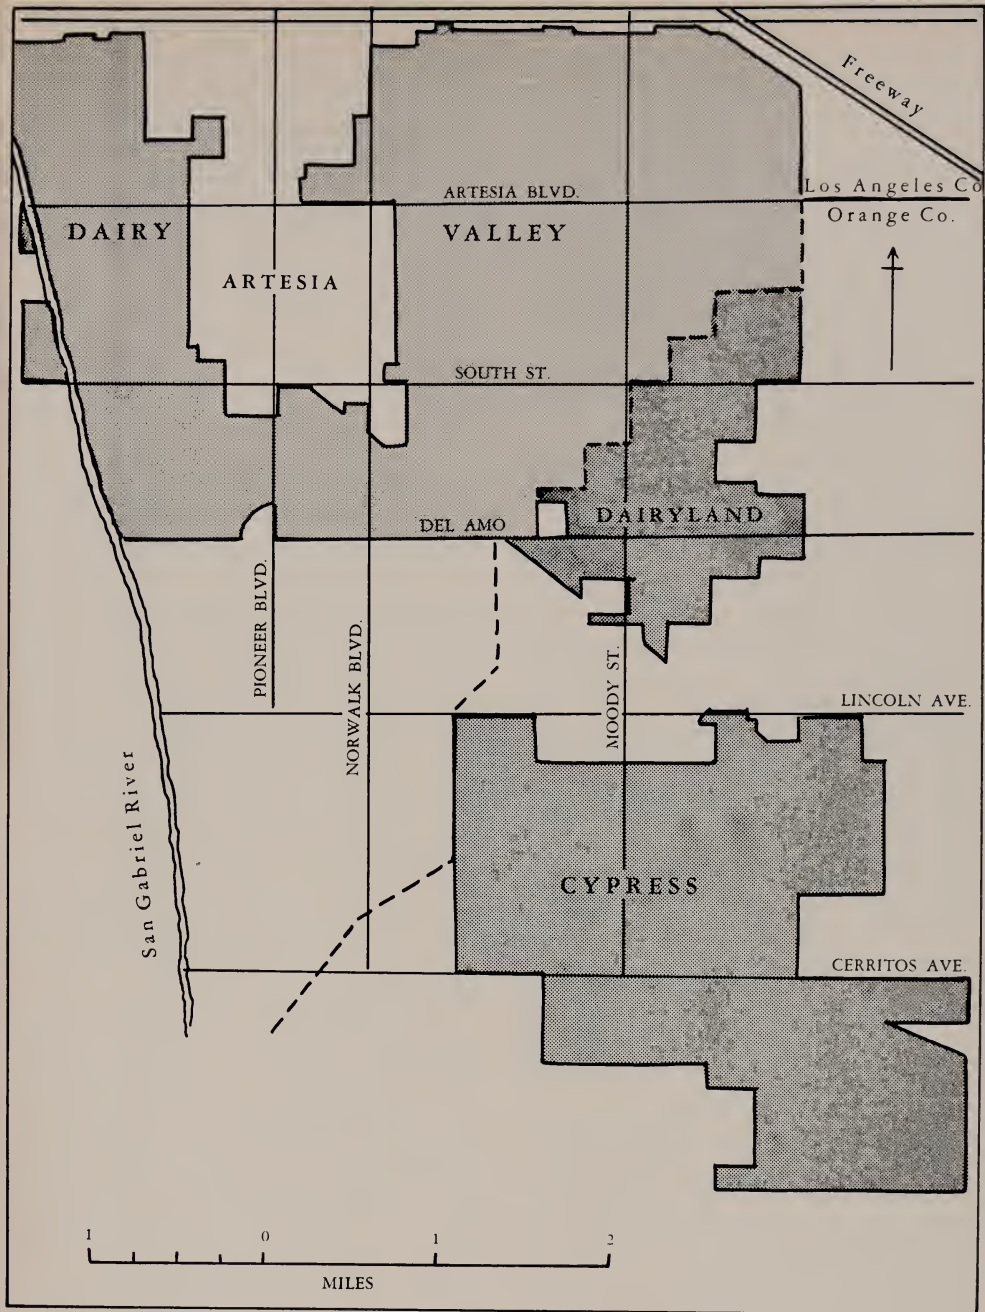 Freeway
Los Angeles Co
Orange Co.
ARTESIA BLVD.
DAIRY VALLEY
ARTESIA
SOUTH ST.
DEL AMO
DAIRYLAND
PIONEER BLVD.
NORWALK BLVD.
MOODY ST.
LINCOLN AVE.
San Gabriel River
CYPRESS
CERRITOS AVE.
1 0 1 2
MILES